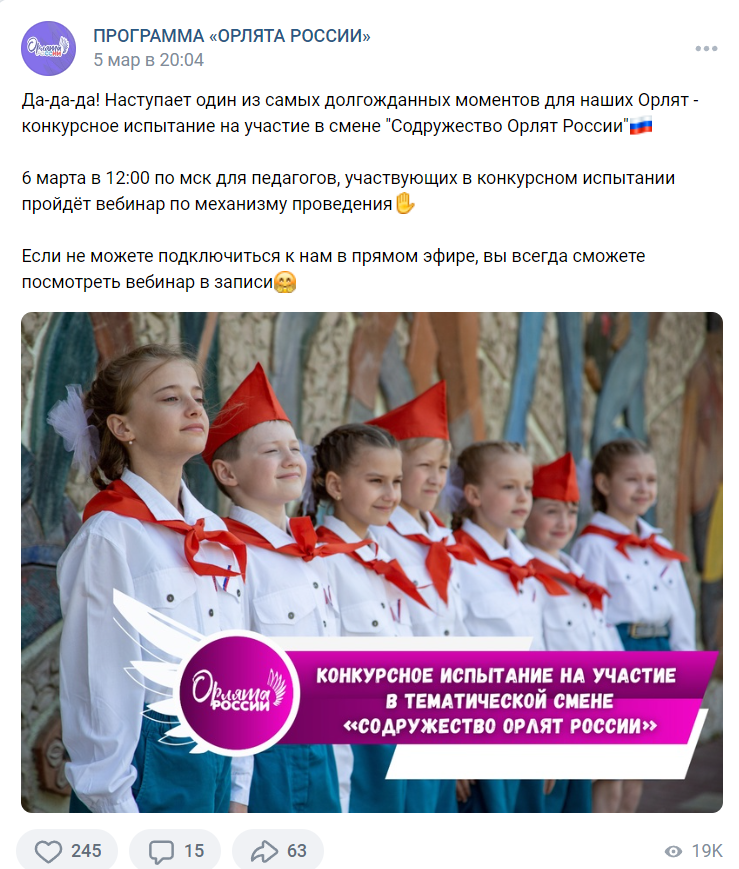 ПРОГРАММА «ОРЛЯТА РОССИИ»
5 мар в 20:04
Да-да-да! Наступает один из самых долгожданных моментов для наших Орлят -
конкурсное испытание на участие в смене "Содружество Орлят России"🇷🇺
6 марта в 12:00 по мск для педагогов, участвующих в конкурсном испытании
пройдёт вебинар по механизму проведения✋
Если не можете подключиться к нам в прямом эфире, вы всегда сможете
посмотреть вебинар в записи🤗
Орлята
РОССИИ
КОНКУРСНОЕ ИСПЫТАНИЕ НА УЧАСТИЕ
В ТЕМАТИЧЕСКОЙ СМЕНЕ
«СОДРУЖЕСТВО ОРЛЯТ РОССИИ»
245 15 63 19K